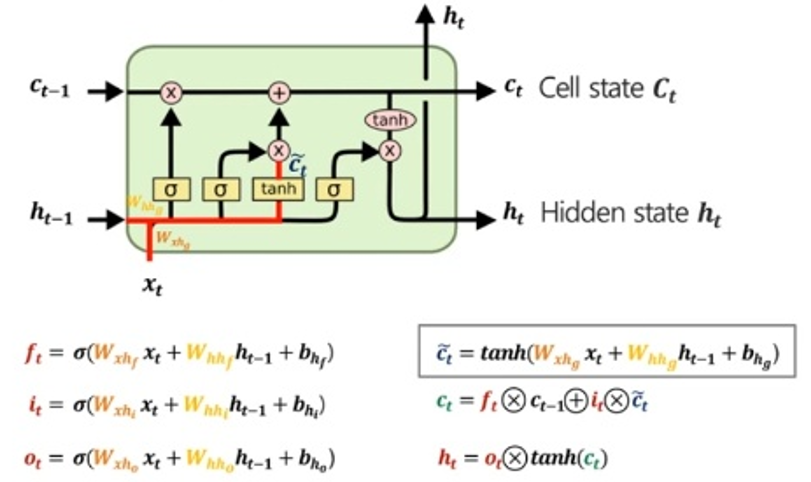 h_t
c_{t-1} × + c_t Cell state C_t
tanh
× c̃_t ×
σ σ tanh σ
W_{hh_g}
h_{t-1} h_t Hidden state h_t
W_{xh_g}
x_t
f_t = σ(W_{xh_f} x_t + W_{hh_f} h_{t-1} + b_{h_f})
c̃_t = tanh(W_{xh_g} x_t + W_{hh_g} h_{t-1} + b_{h_g})
i_t = σ(W_{xh_i} x_t + W_{hh_i} h_{t-1} + b_{h_i})
c_t = f_t ⊗ c_{t-1} ⊕ i_t ⊗ c̃_t
o_t = σ(W_{xh_o} x_t + W_{hh_o} h_{t-1} + b_{h_o})
h_t = o_t ⊗ tanh(c_t)